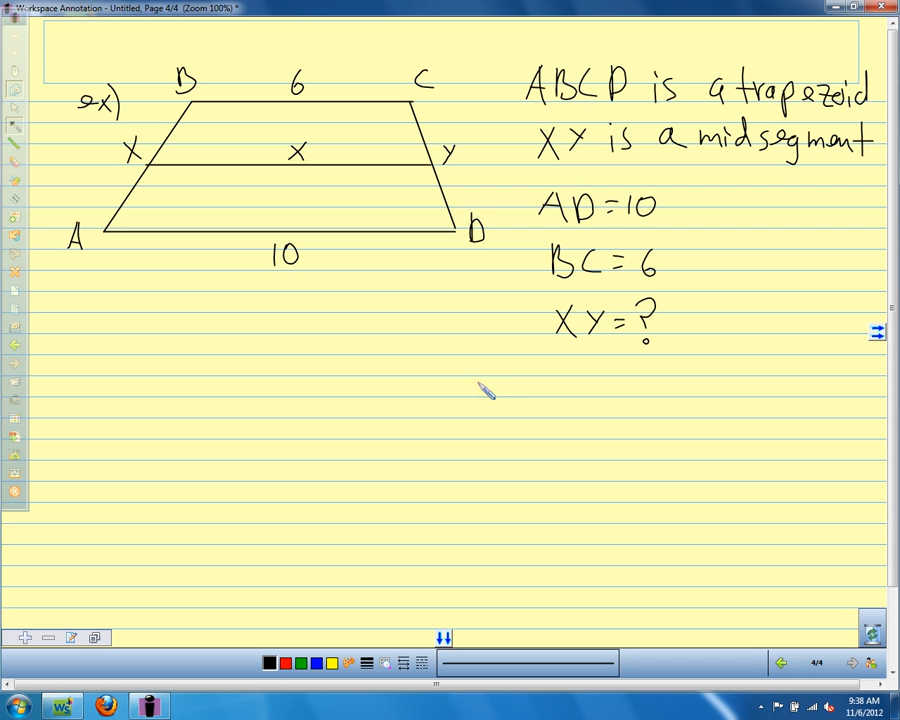 Workspace Annotation - Untitled, Page 4/4 (Zoom 100%) *
ex)
B 6 C
X x Y
A D
10
ABCD is a trapezoid
XY is a midsegment
AD=10
BC=6
XY=?
4/4
9:38 AM
11/6/2012